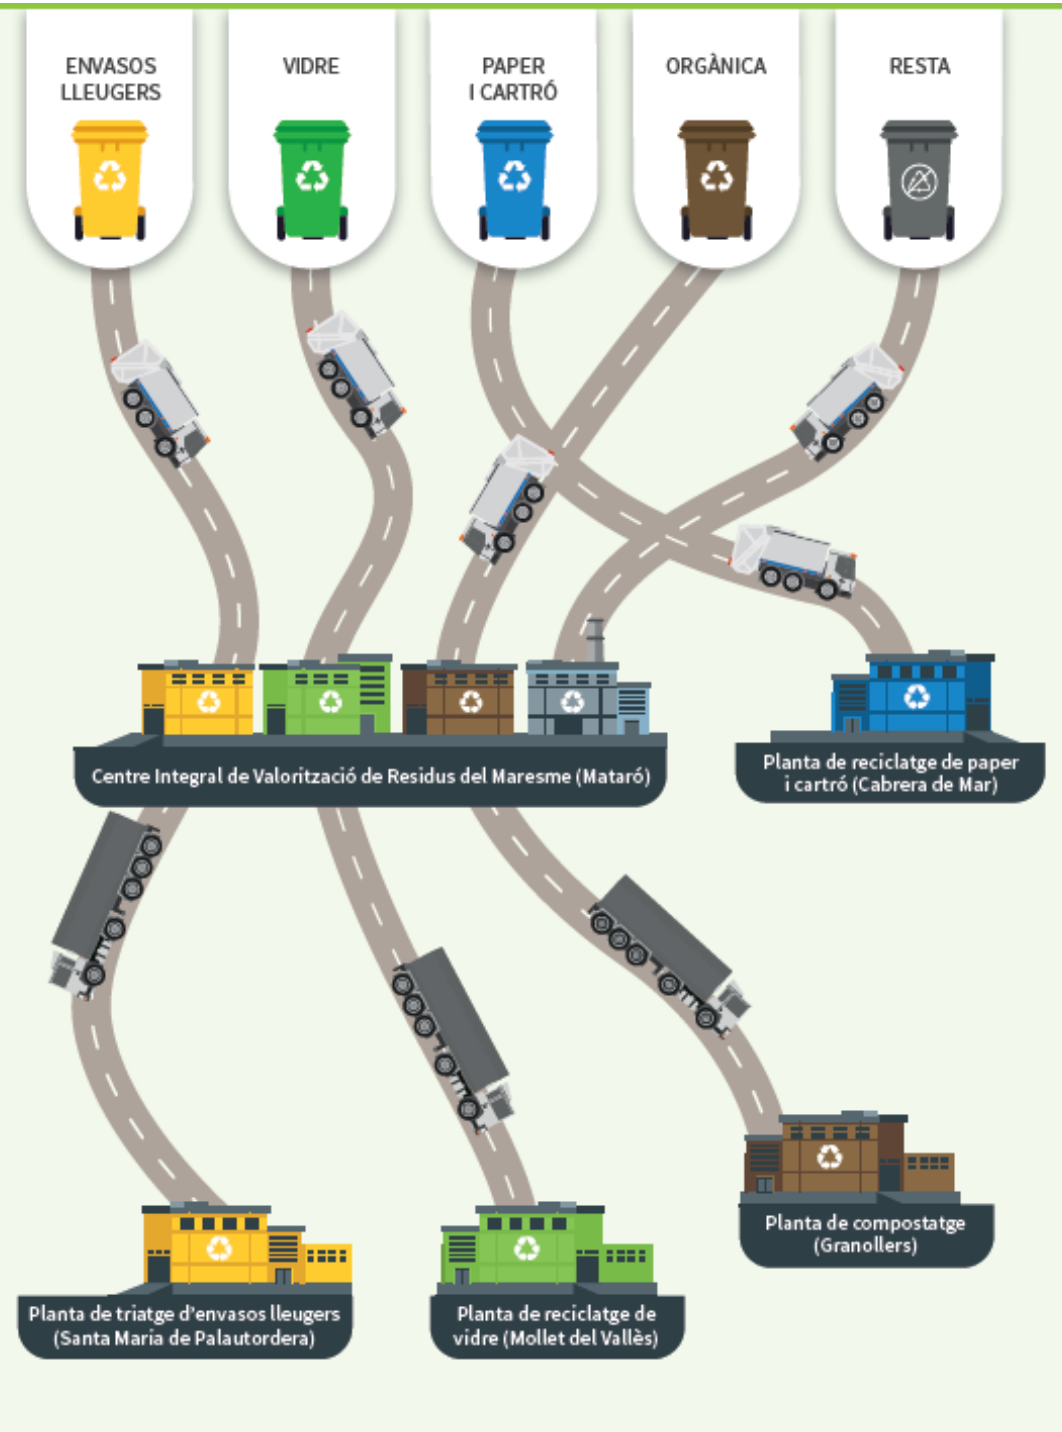 ENVASOS
LLEUGERS
VIDRE
PAPER
I CARTRÓ
ORGÀNICA
RESTA
Centre Integral de Valorització de Residus del Maresme (Mataró)
Planta de reciclatge de paper
i cartró (Cabrera de Mar)
Planta de compostatge
(Granollers)
Planta de triatge d'envasos lleugers
(Santa Maria de Palautordera)
Planta de reciclatge de
vidre (Mollet del Vallès)